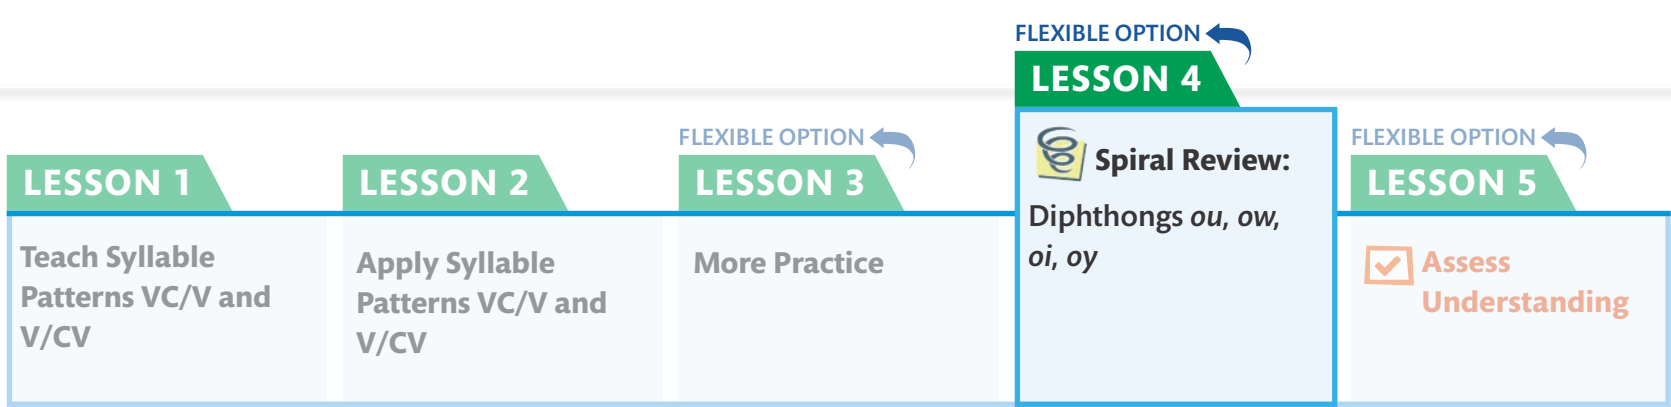 LESSON 1
Teach Syllable
Patterns VC/V and
V/CV
LESSON 2
Apply Syllable
Patterns VC/V and
V/CV
FLEXIBLE OPTION
LESSON 3
More Practice
FLEXIBLE OPTION
LESSON 4
Spiral Review:
Diphthongs ou, ow,
oi, oy
FLEXIBLE OPTION
LESSON 5
Assess
Understanding